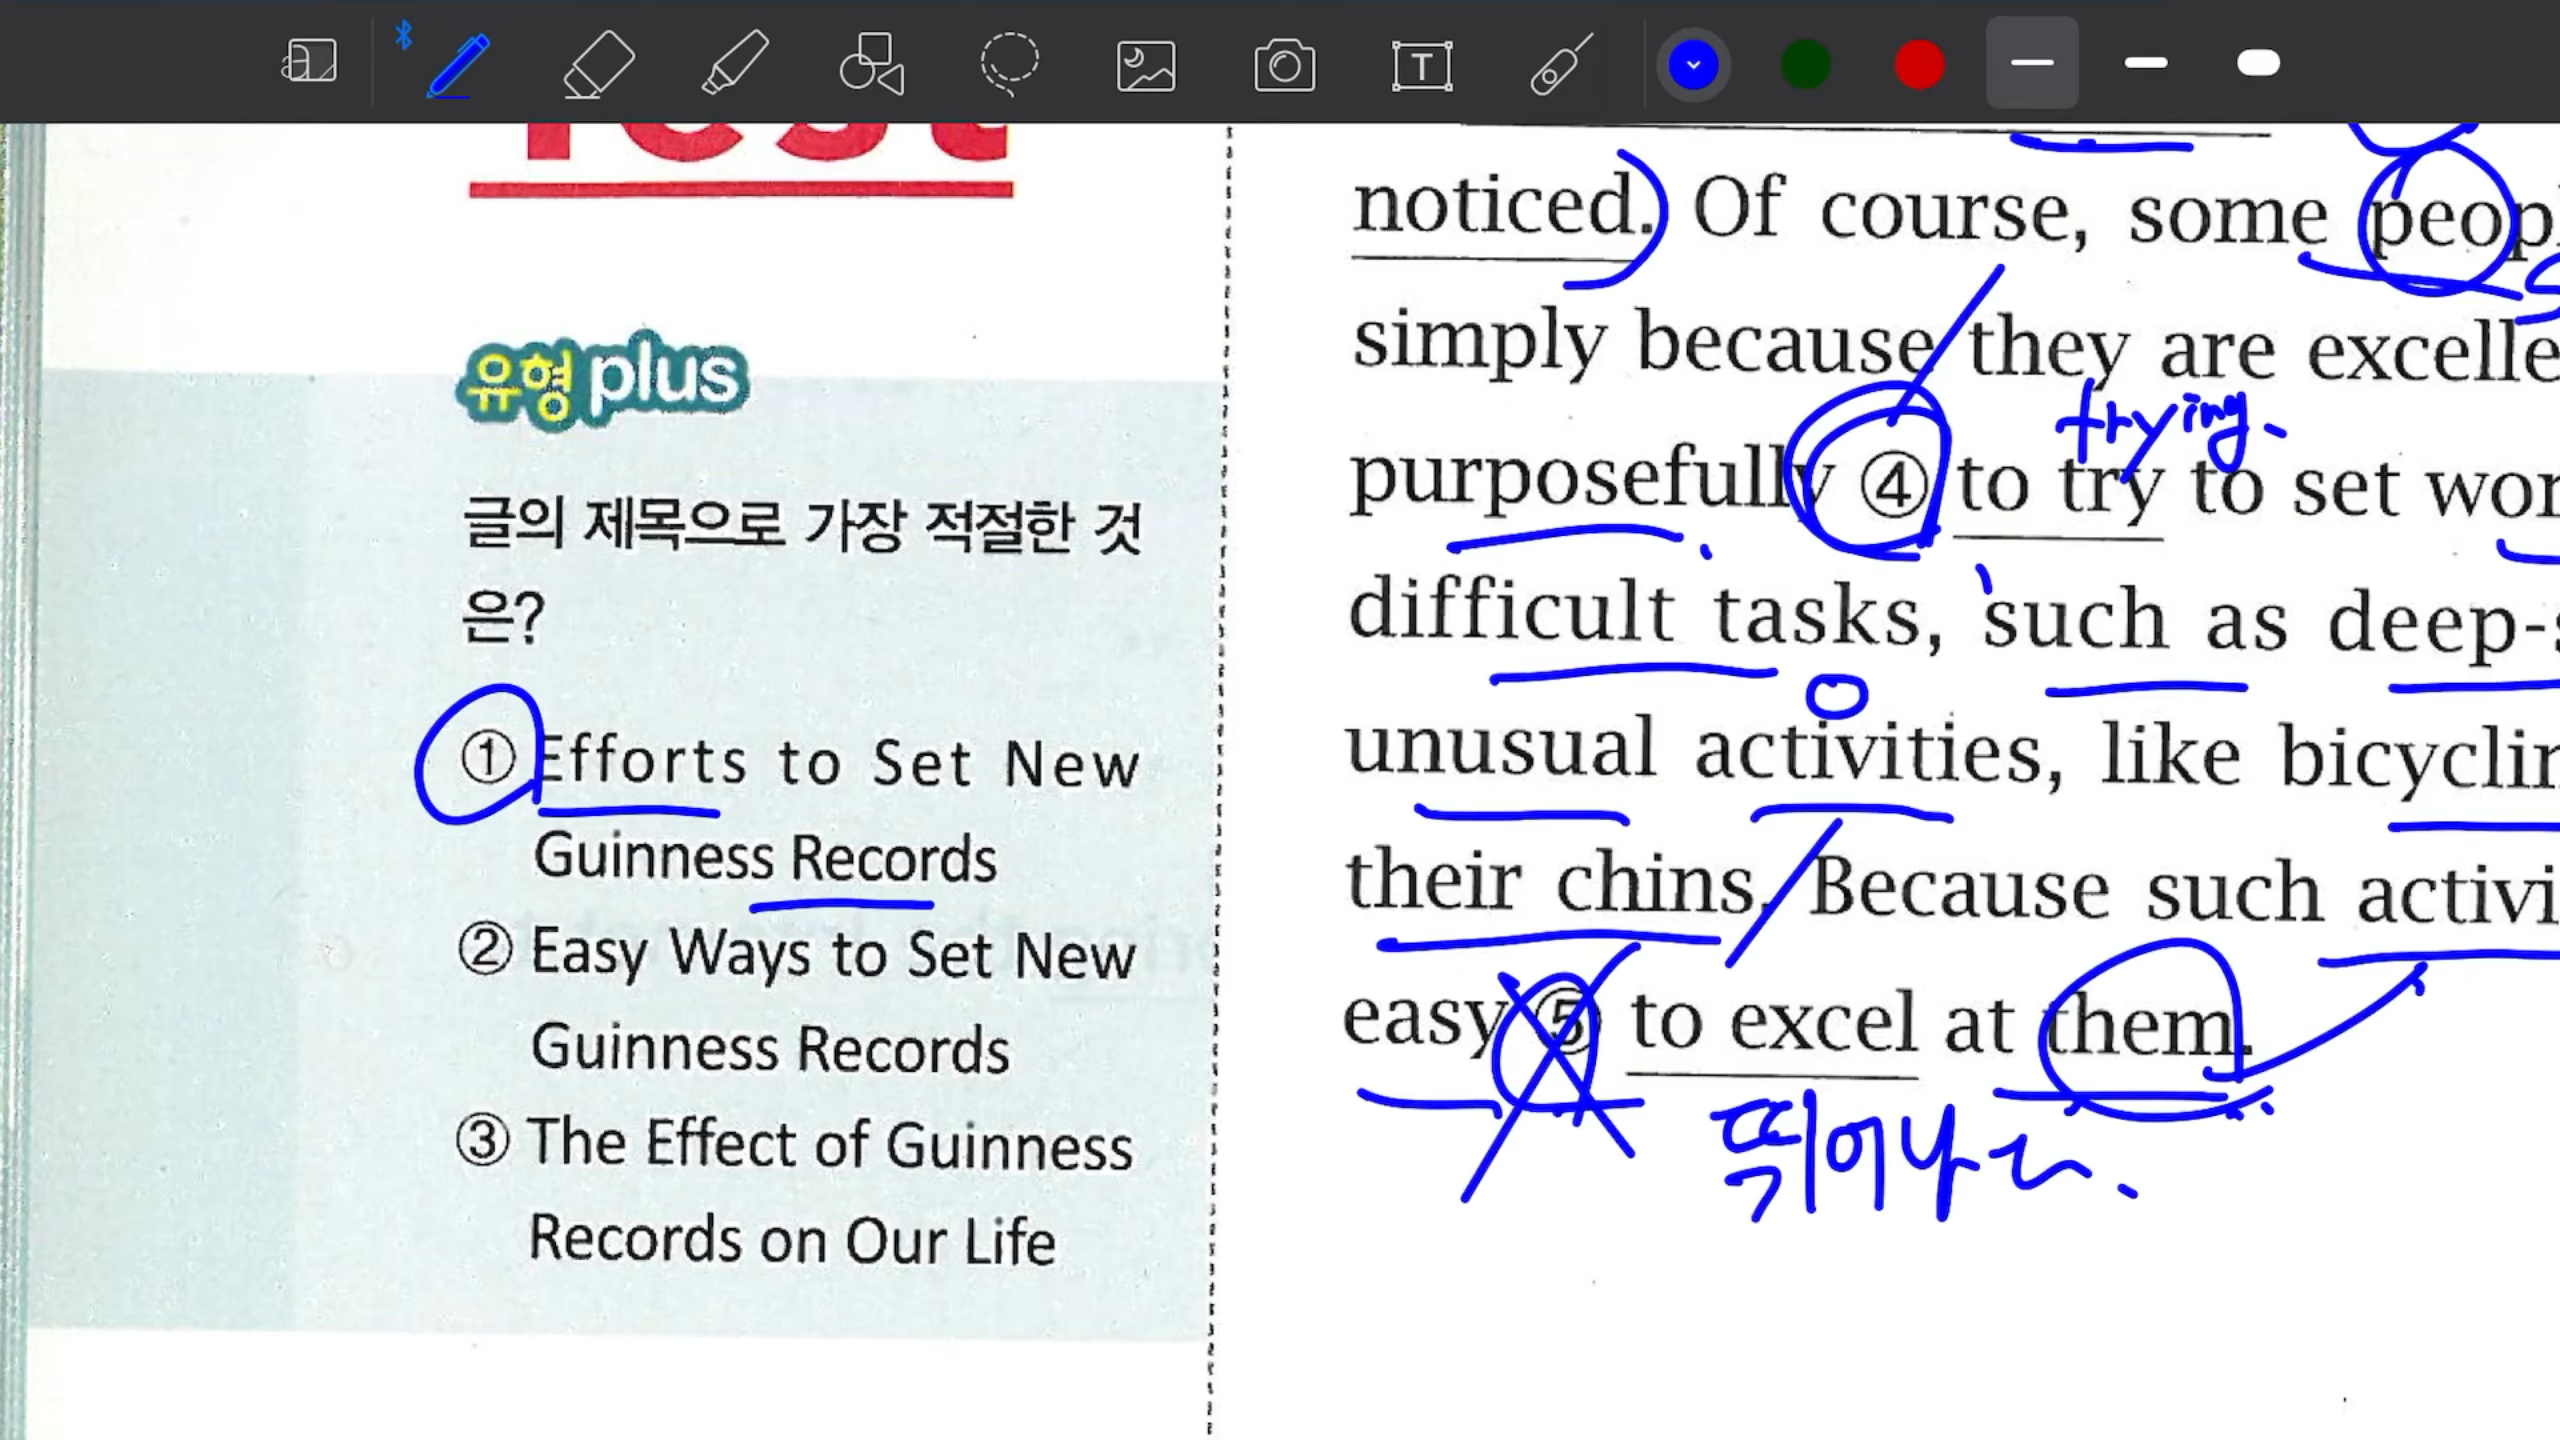 Test
유형 plus
글의 제목으로 가장 적절한 것
은?
① Efforts to Set New
Guinness Records
② Easy Ways to Set New
Guinness Records
③ The Effect of Guinness
Records on Our Life
noticed. Of course, some peopl
simply because they are excelle
trying.
purposefully ④ to try to set wor
difficult tasks, such as deep-s
unusual activities, like bicyclin
their chins. Because such activi
easy ⑤ to excel at them.
뛰어나다.